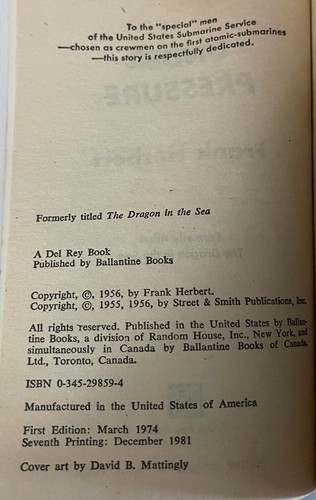 To the "special" men
of the United States Submarine Service
—chosen as crewmen on the first atomic-submarines
—this story is respectfully dedicated.
PRESSURE
Frank Herbert
Formerly titled The Dragon in the Sea
A Del Rey Book
Published by Ballantine Books
Copyright, ©, 1956, by Frank Herbert.
Copyright, ©, 1955, 1956, by Street & Smith Publications, Inc.
All rights reserved. Published in the United States by Ballan-
tine Books, a division of Random House, Inc., New York, and
simultaneously in Canada by Ballantine Books of Canada,
Ltd., Toronto, Canada.
ISBN 0-345-29859-4
Manufactured in the United States of America
First Edition: March 1974
Seventh Printing: December 1981
Cover art by David B. Mattingly